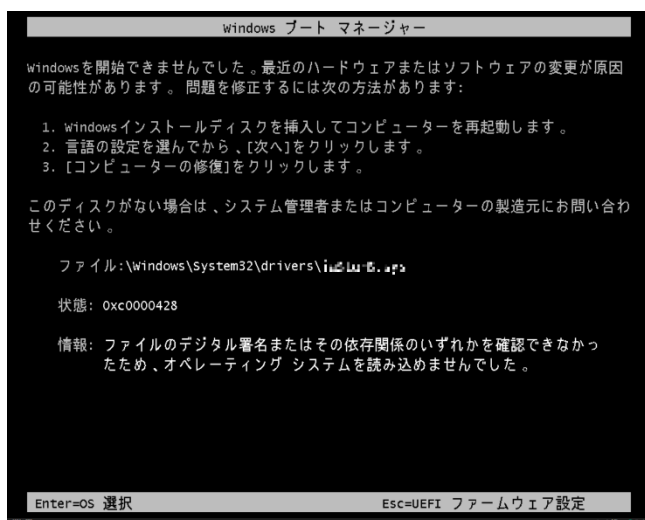 Windows ブート マネージャー
Windowsを開始できませんでした。最近のハードウェアまたはソフトウェアの変更が原因
の可能性があります。 問題を修正するには次の方法があります:
1. Windowsインストールディスクを挿入してコンピューターを再起動します。
2. 言語の設定を選んでから、[次へ]をクリックします。
3. [コンピューターの修復]をクリックします。
このディスクがない場合は、システム管理者またはコンピューターの製造元にお問い合わ
せください。
ファイル:\Windows\System32\drivers\
状態: 0xc0000428
情報: ファイルのデジタル署名またはその依存関係のいずれかを確認できなかっ
たため、オペレーティング システムを読み込めませんでした。
Enter=OS 選択 Esc=UEFI ファームウェア設定